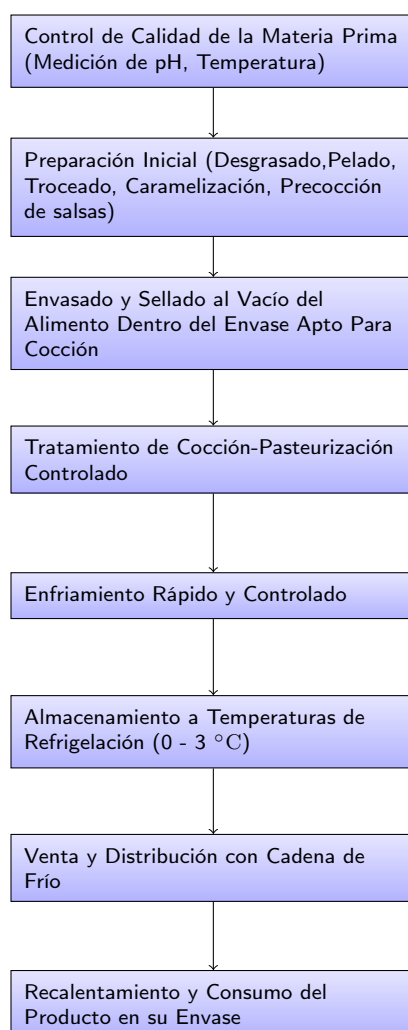 Control de Calidad de la Materia Prima
(Medición de pH, Temperatura)
Preparación Inicial (Desgrasado,Pelado,
Troceado, Caramelización, Precocción
de salsas)
Envasado y Sellado al Vacío del
Alimento Dentro del Envase Apto Para
Cocción
Tratamiento de Cocción-Pasteurización
Controlado
Enfriamiento Rápido y Controlado
Almacenamiento a Temperaturas de
Refrigelación (0 - 3 °C)
Venta y Distribución con Cadena de
Frío
Recalentamiento y Consumo del
Producto en su Envase